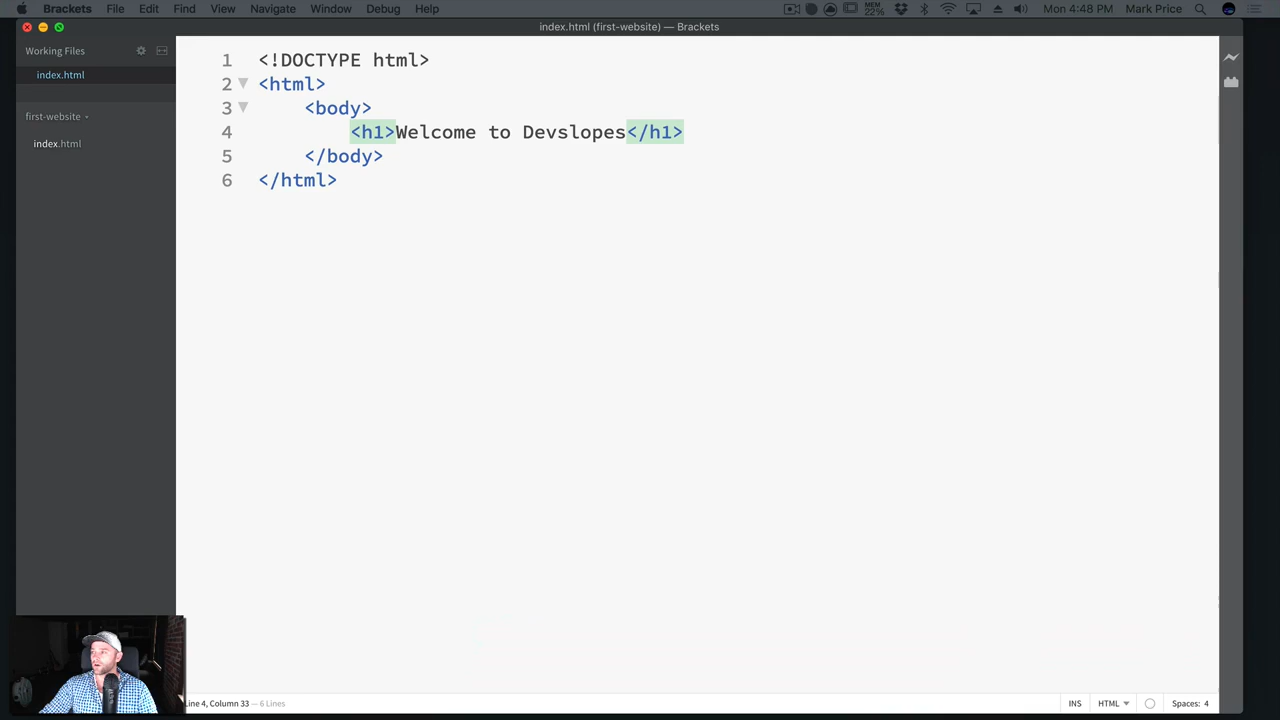 Brackets File Edit Find View Navigate Window Debug Help MEM 22% Mon 4:48 PM Mark Price
index.html (first-website) — Brackets
Working Files
index.html
first-website
index.html
1 <!DOCTYPE html>
2 <html>
3 <body>
4 <h1>Welcome to Devslopes</h1>
5 </body>
6 </html>
Line 4, Column 33 — 6 Lines INS HTML Spaces: 4